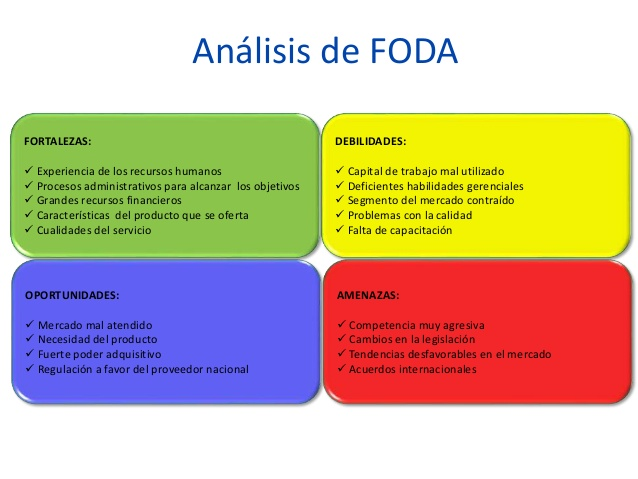 Análisis de FODA
FORTALEZAS:
✓ Experiencia de los recursos humanos
✓ Procesos administrativos para alcanzar los objetivos
✓ Grandes recursos financieros
✓ Características del producto que se oferta
✓ Cualidades del servicio
DEBILIDADES:
✓ Capital de trabajo mal utilizado
✓ Deficientes habilidades gerenciales
✓ Segmento del mercado contraído
✓ Problemas con la calidad
✓ Falta de capacitación
OPORTUNIDADES:
✓ Mercado mal atendido
✓ Necesidad del producto
✓ Fuerte poder adquisitivo
✓ Regulación a favor del proveedor nacional
AMENAZAS:
✓ Competencia muy agresiva
✓ Cambios en la legislación
✓ Tendencias desfavorables en el mercado
✓ Acuerdos internacionales